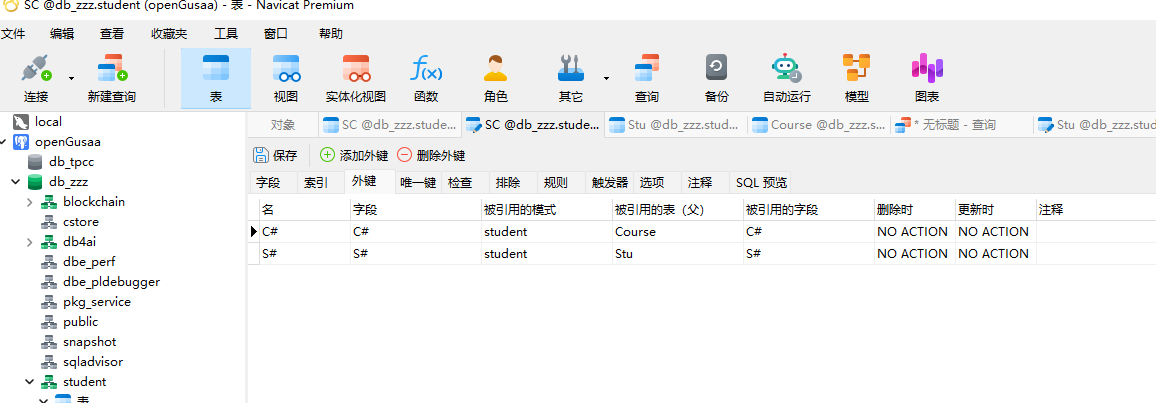 SC @db_zzz.student (openGusaa) - 表 - Navicat Premium
文件 编辑 查看 收藏夹 工具 窗口 帮助
连接 新建查询 表 视图 实体化视图 函数 角色 其它 查询 备份 自动运行 模型 图表
f(x)
local
openGusaa
db_tpcc
db_zzz
blockchain
cstore
db4ai
dbe_perf
dbe_pldebugger
pkg_service
public
snapshot
sqladvisor
student
表
对象 SC @db_zzz.stude... SC @db_zzz.stude... Stu @db_zzz.stud... Course @db_zzz.s... * 无标题 - 查询 Stu @db_zzz.stud
保存 添加外键 删除外键
字段 索引 外键 唯一键 检查 排除 规则 触发器 选项 注释 SQL 预览
名 字段 被引用的模式 被引用的表（父） 被引用的字段 删除时 更新时 注释
C# C# student Course C# NO ACTION NO ACTION
S# S# student Stu S# NO ACTION NO ACTION